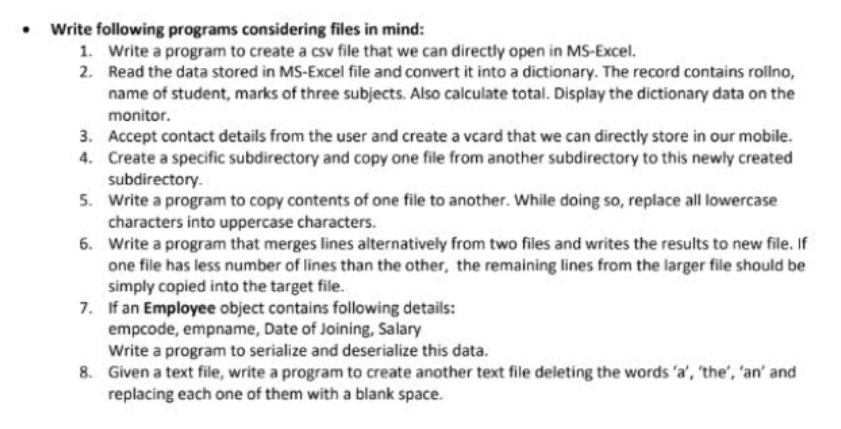 • Write following programs considering files in mind:
1. Write a program to create a csv file that we can directly open in MS-Excel.
2. Read the data stored in MS-Excel file and convert it into a dictionary. The record contains rollno,
name of student, marks of three subjects. Also calculate total. Display the dictionary data on the
monitor.
3. Accept contact details from the user and create a vcard that we can directly store in our mobile.
4. Create a specific subdirectory and copy one file from another subdirectory to this newly created
subdirectory.
5. Write a program to copy contents of one file to another. While doing so, replace all lowercase
characters into uppercase characters.
6. Write a program that merges lines alternatively from two files and writes the results to new file. If
one file has less number of lines than the other, the remaining lines from the larger file should be
simply copied into the target file.
7. If an Employee object contains following details:
empcode, empname, Date of Joining, Salary
Write a program to serialize and deserialize this data.
8. Given a text file, write a program to create another text file deleting the words 'a', 'the', 'an' and
replacing each one of them with a blank space.